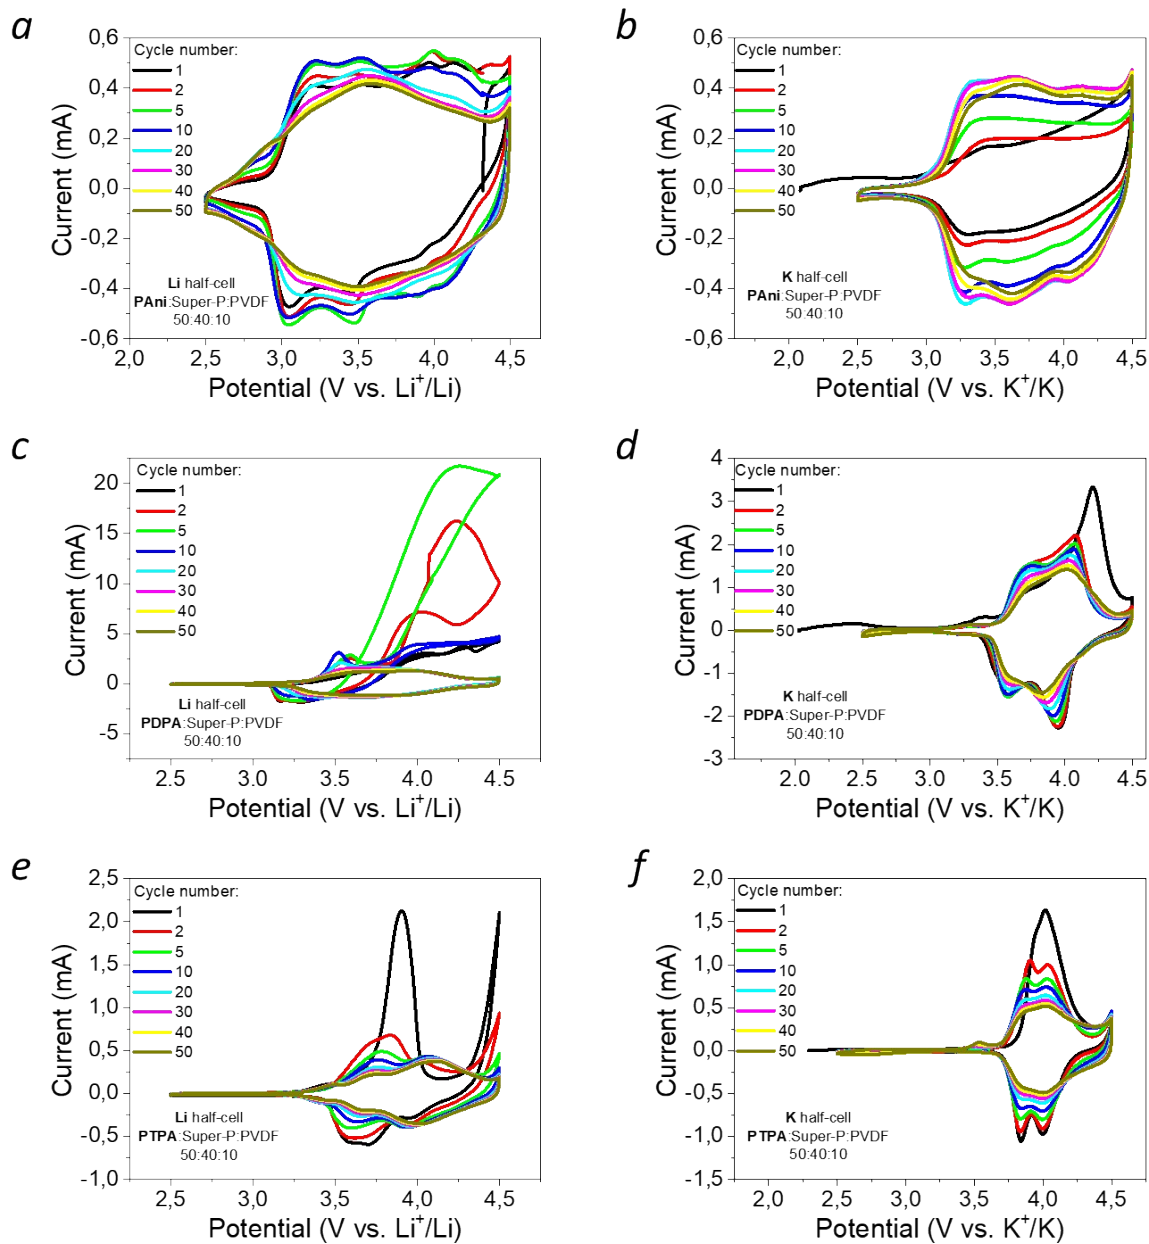 a
0,6
0,4
0,2
0,0
-0,2
-0,4
-0,6
Current (mA)
Cycle number:
1
2
5
10
20
30
40
50
Li half-cell
PAni:Super-P:PVDF
50:40:10
2,0 2,5 3,0 3,5 4,0 4,5
Potential (V vs. Li⁺/Li)
b
0,6
0,4
0,2
0,0
-0,2
-0,4
-0,6
Current (mA)
Cycle number:
1
2
5
10
20
30
40
50
K half-cell
PAni:Super-P:PVDF
50:40:10
2,0 2,5 3,0 3,5 4,0 4,5
Potential (V vs. K⁺/K)
c
20
15
10
5
0
-5
Current (mA)
Cycle number:
1
2
5
10
20
30
40
50
Li half-cell
PDPA:Super-P:PVDF
50:40:10
2.5 3.0 3.5 4.0 4.5
Potential (V vs. Li⁺/Li)
d
4
3
2
1
0
-1
-2
-3
Current (mA)
Cycle number:
1
2
5
10
20
30
40
50
K half-cell
PDPA:Super-P:PVDF
50:40:10
2.0 2.5 3.0 3.5 4.0 4.5
Potential (V vs. K⁺/K)
e
2,5
2,0
1,5
1,0
0,5
0,0
-0,5
-1,0
Current (mA)
Cycle number:
1
2
5
10
20
30
40
50
Li half-cell
PTPA:Super-P:PVDF
50:40:10
2,5 3,0 3,5 4,0 4,5
Potential (V vs. Li⁺/Li)
f
2,0
1,5
1,0
0,5
0,0
-0,5
-1,0
-1,5
Current (mA)
Cycle number:
1
2
5
10
20
30
40
50
K half-cell
PTPA:Super-P:PVDF
50:40:10
2,0 2,5 3,0 3,5 4,0 4,5
Potential (V vs. K⁺/K)